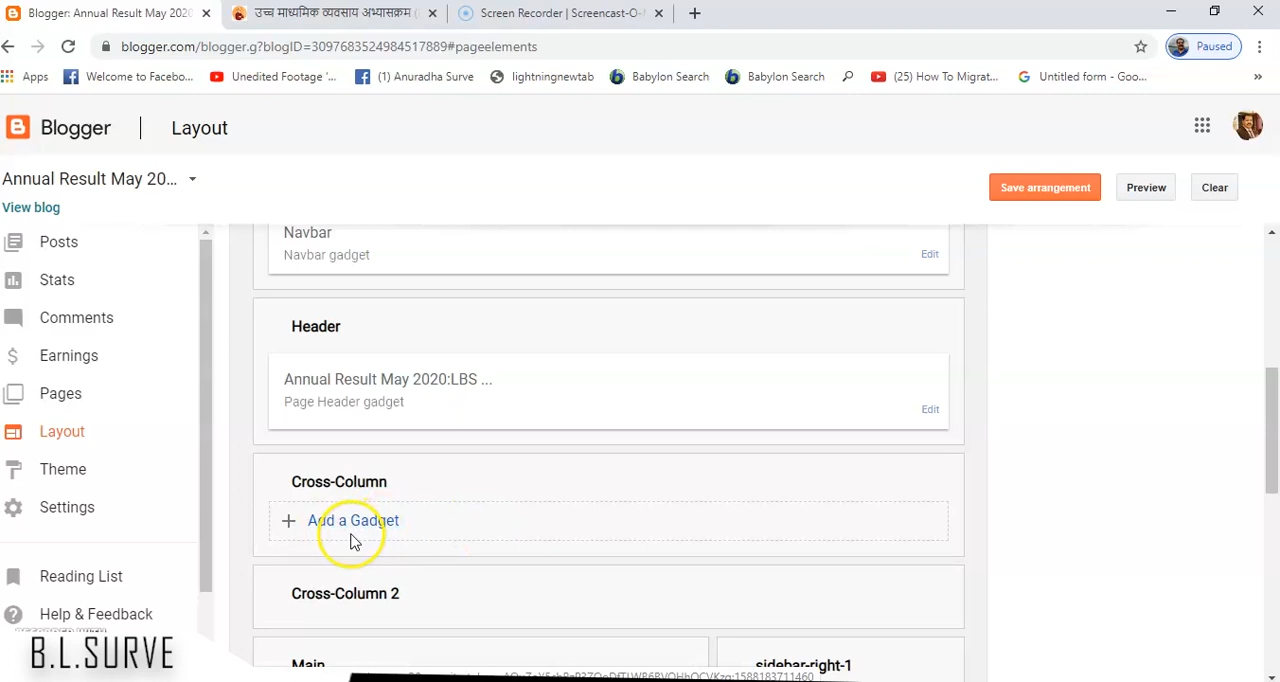 Blogger: Annual Result May 2020
उच्च माध्यमिक व्यवसाय अभ्यासक्रम (
Screen Recorder | Screencast-O-
blogger.com/blogger.g?blogID=3097683524984517889#pageelements
Paused
Apps
Welcome to Facebo...
Unedited Footage '...
(1) Anuradha Surve
lightningnewtab
Babylon Search
Babylon Search
(25) How To Migrat...
Untitled form - Goo...
»
Blogger
Layout
Annual Result May 20...
Save arrangement
Preview
Clear
View blog
Posts
Stats
Comments
Earnings
Pages
Layout
Theme
Settings
Reading List
Help & Feedback
Navbar
Navbar gadget
Edit
Header
Annual Result May 2020:LBS ...
Page Header gadget
Edit
Cross-Column
+ Add a Gadget
Cross-Column 2
Main
sidebar-right-1
B.L.SURVE